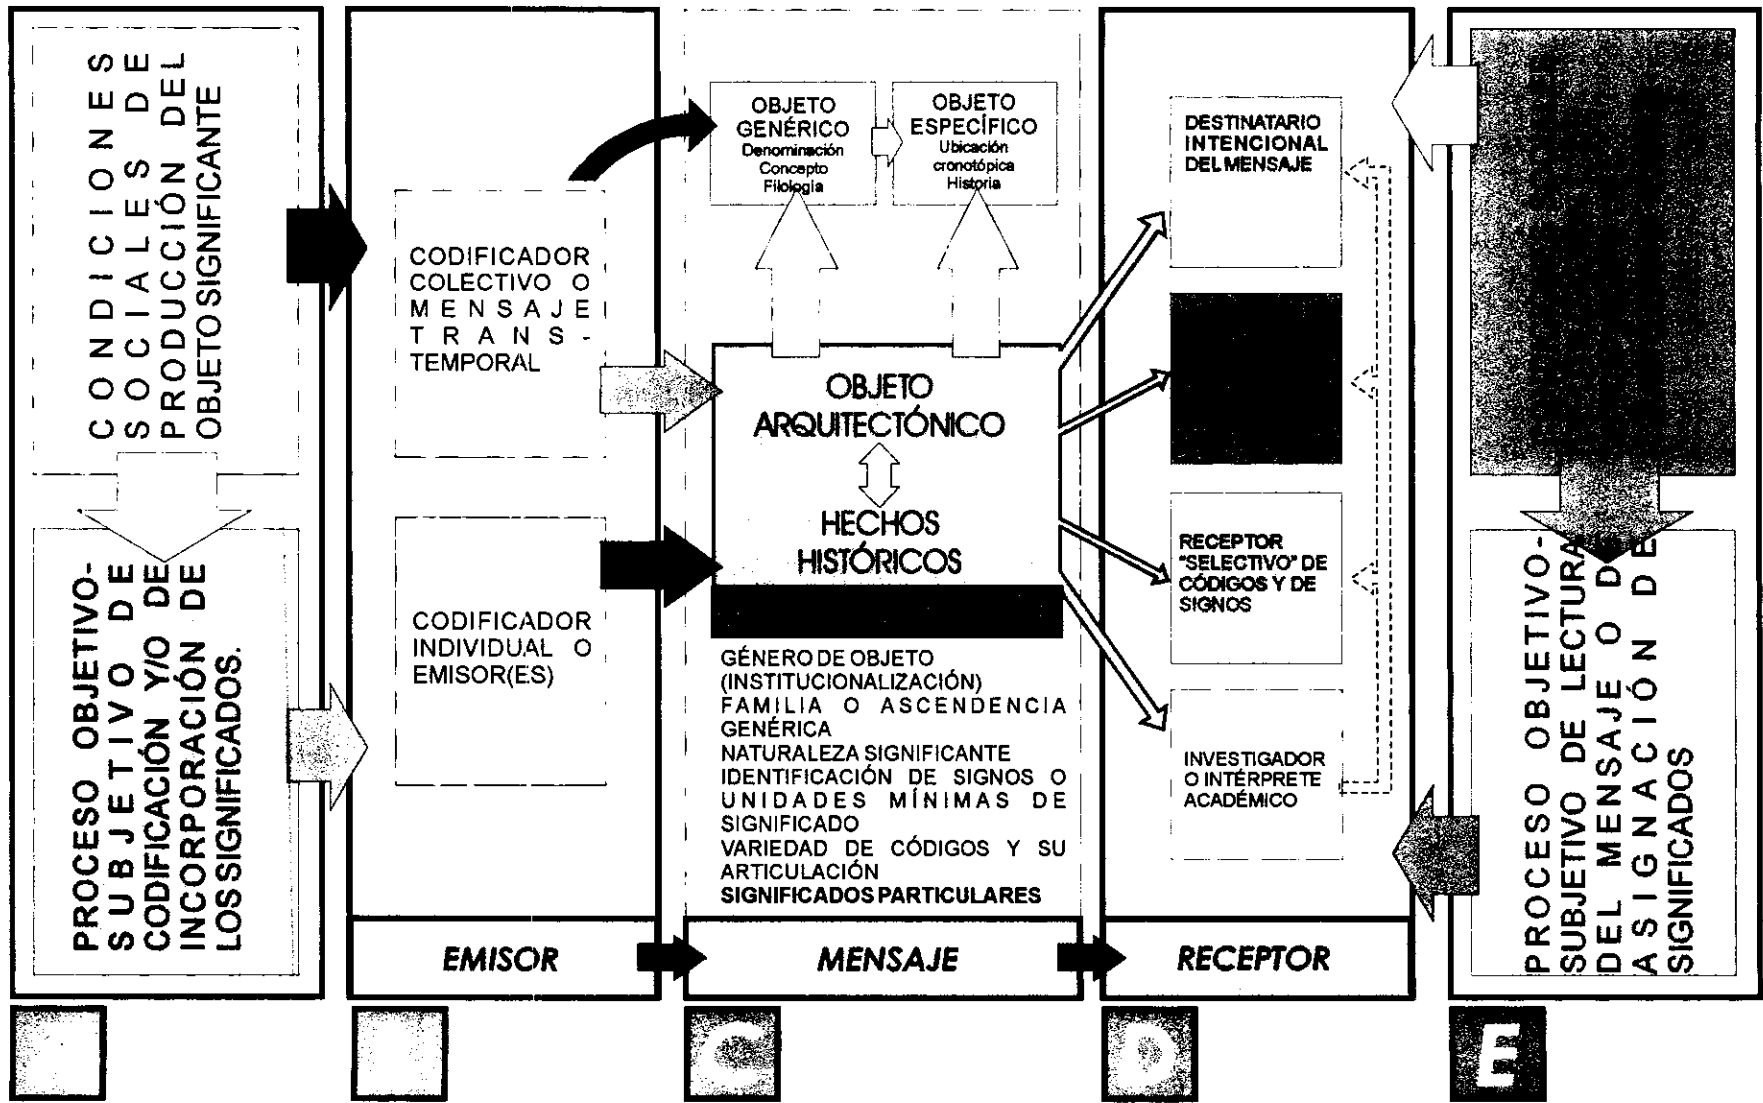 CONDICIONES
SOCIALES DE
PRODUCCIÓN DEL
OBJETO SIGNIFICANTE
PROCESO OBJETIVO-
SUBJETIVO DE
CODIFICACIÓN Y/O DE
INCORPORACIÓN DE
LOS SIGNIFICADOS.
CODIFICADOR
COLECTIVO O
MENSAJE
TRANS-
TEMPORAL
CODIFICADOR
INDIVIDUAL O
EMISOR(ES)
EMISOR
OBJETO
GENÉRICO
Denominación
Concepto
Filología
OBJETO
ESPECÍFICO
Ubicación
cronotópica
Historia
OBJETO
ARQUITECTÓNICO
HECHOS
HISTÓRICOS
GÉNERO DE OBJETO
(INSTITUCIONALIZACIÓN)
FAMILIA O ASCENDENCIA
GENÉRICA
NATURALEZA SIGNIFICANTE
IDENTIFICACIÓN DE SIGNOS O
UNIDADES MÍNIMAS DE
SIGNIFICADO
VARIEDAD DE CÓDIGOS Y SU
ARTICULACIÓN
SIGNIFICADOS PARTICULARES
MENSAJE
DESTINATARIO
INTENCIONAL
DEL MENSAJE
RECEPTOR
"SELECTIVO" DE
CÓDIGOS Y DE
SIGNOS
INVESTIGADOR
O INTÉRPRETE
ACADÉMICO
RECEPTOR
PROCESO OBJETIVO-
SUBJETIVO DE LECTURA
DEL MENSAJE O DE
ASIGNACIÓN DE
SIGNIFICADOS
C
D
E